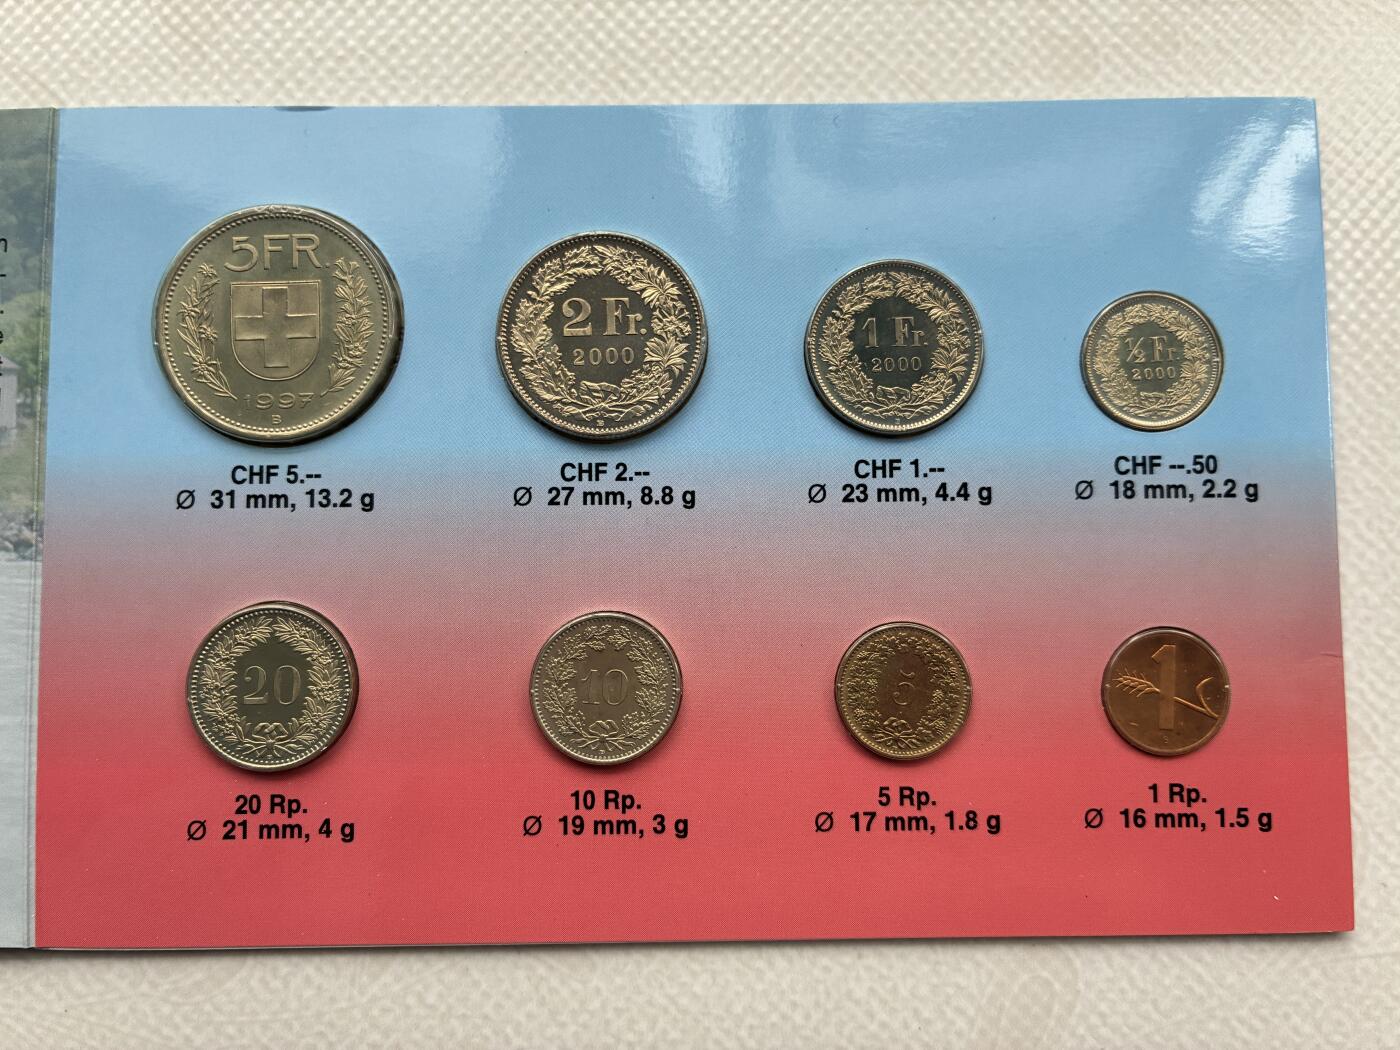 5FR.
1997
B
2 Fr.
2000
B
1 Fr.
2000
B
½ Fr.
2000
CHF 5.--
Ø 31 mm, 13.2 g
CHF 2.--
Ø 27 mm, 8.8 g
CHF 1.--
Ø 23 mm, 4.4 g
CHF --.50
Ø 18 mm, 2.2 g
20
10
5
1
B
20 Rp.
Ø 21 mm, 4 g
10 Rp.
Ø 19 mm, 3 g
5 Rp.
Ø 17 mm, 1.8 g
1 Rp.
Ø 16 mm, 1.5 g